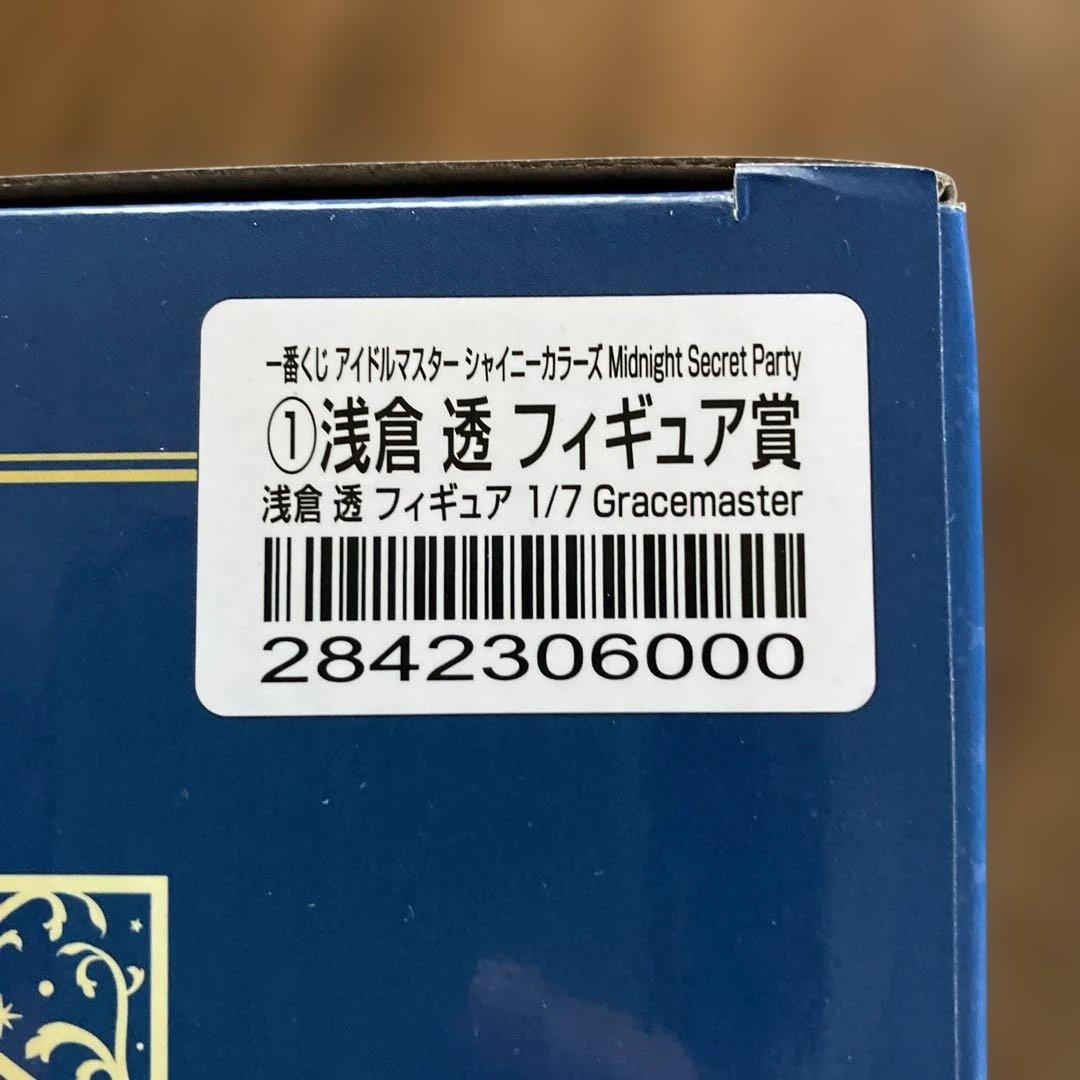 一番くじ アイドルマスター シャイニーカラーズ Midnight Secret Party
①浅倉 透 フィギュア賞
浅倉 透 フィギュア 1/7 Gracemaster
2842306000